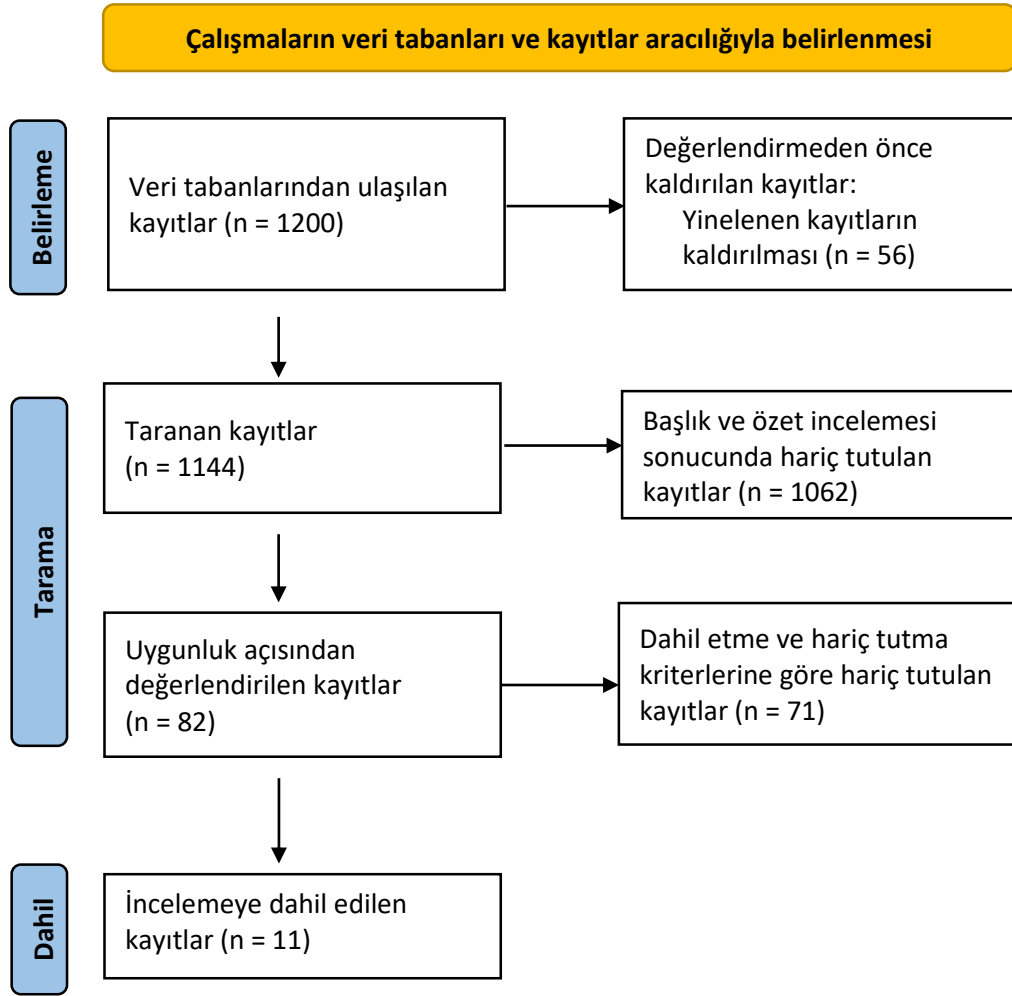 Çalışmaların veri tabanları ve kayıtlar aracılığıyla belirlenmesi
Belirleme
Veri tabanlarından ulaşılan
kayıtlar (n = 1200)
Değerlendirmeden önce
kaldırılan kayıtlar:
Yinelenen kayıtların
kaldırılması (n = 56)
Tarama
Taranan kayıtlar
(n = 1144)
Başlık ve özet incelemesi
sonucunda hariç tutulan
kayıtlar (n = 1062)
Uygunluk açısından
değerlendirilen kayıtlar
(n = 82)
Dahil etme ve hariç tutma
kriterlerine göre hariç tutulan
kayıtlar (n = 71)
Dahil
İncelemeye dahil edilen
kayıtlar (n = 11)